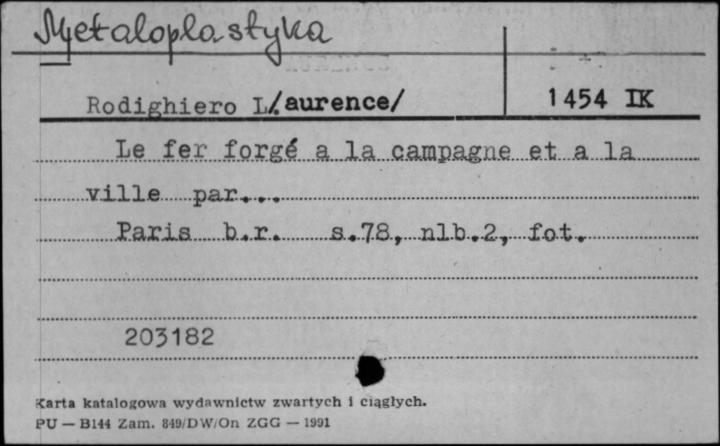 Metaloplastyka
Rodighiero L./aurence/ 1454 IK
Le fer forgé a la campagne et a la
ville par...
Paris b.r. s.78, nlb.2, fot.
203182
Karta katalogowa wydawnictw zwartych i ciągłych.
PU — B144 Zam. 849/DW/On ZGG — 1991